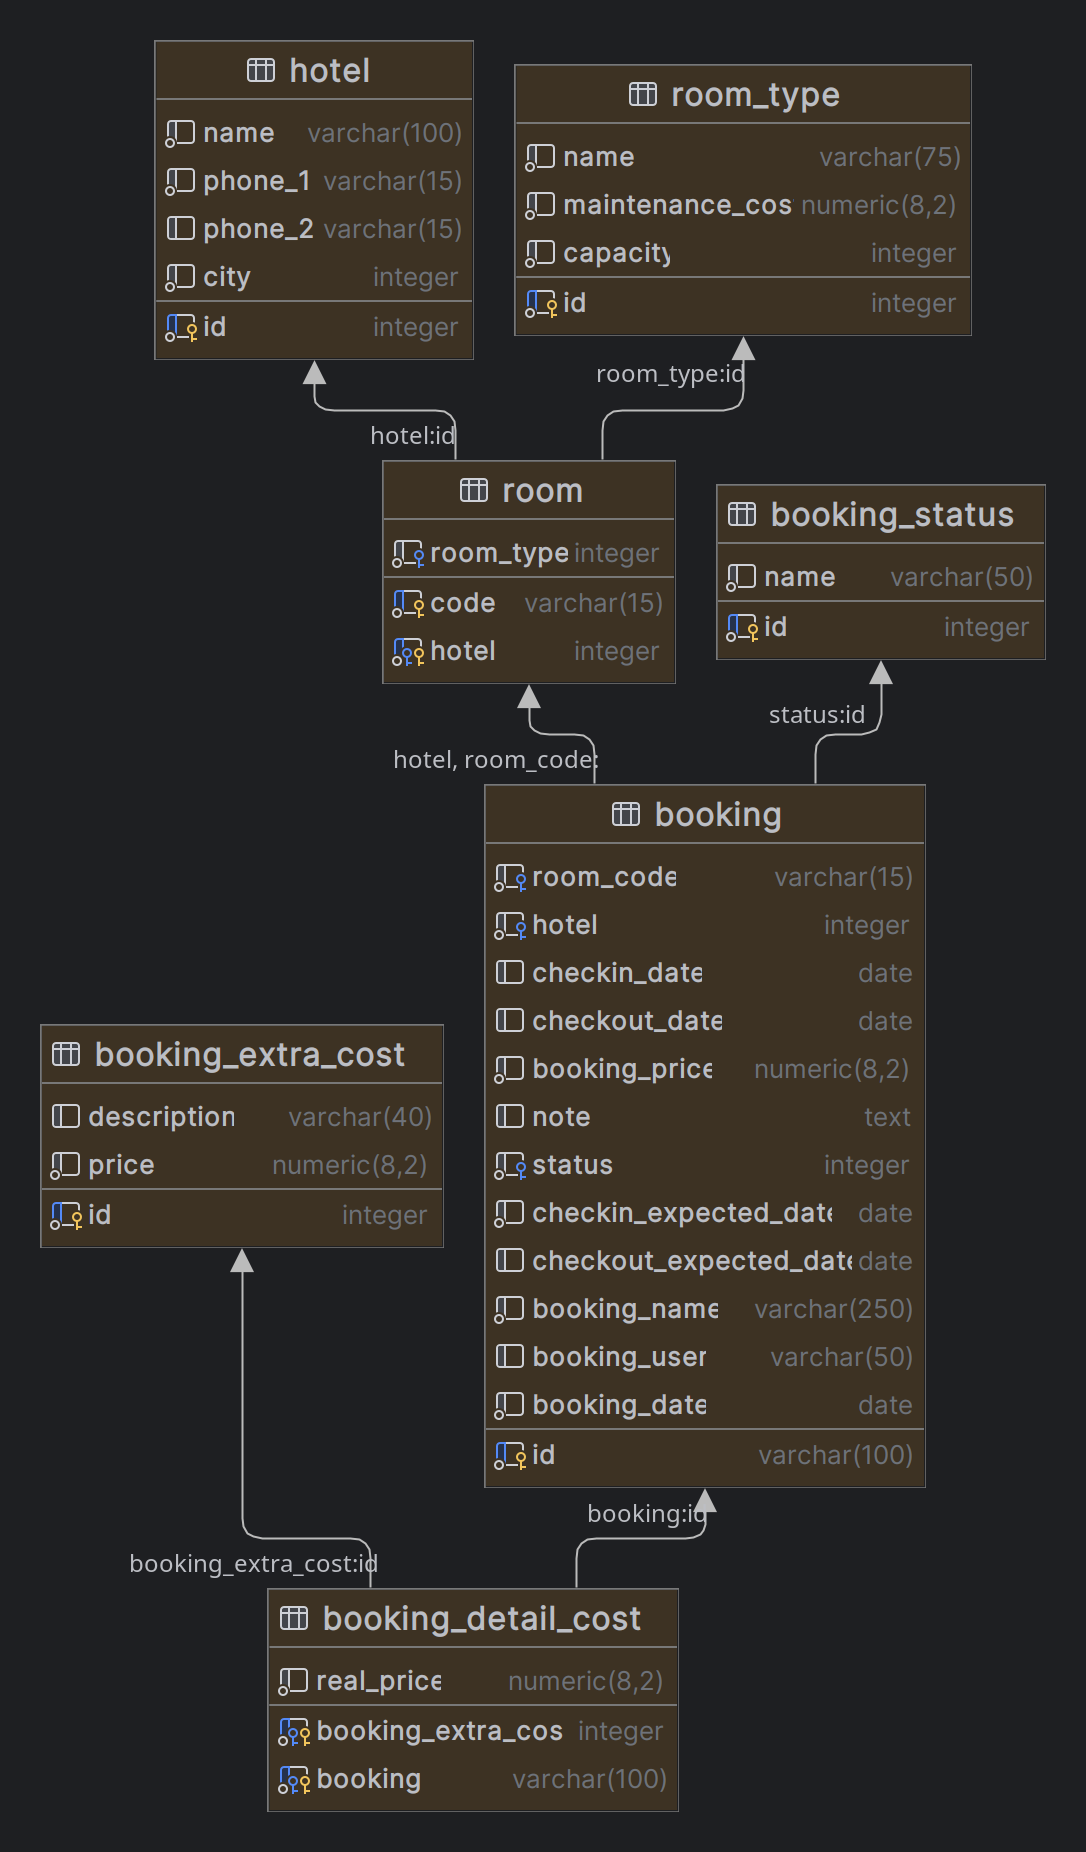 hotel
name varchar(100)
phone_1 varchar(15)
phone_2 varchar(15)
city integer
id integer
room_type
name varchar(75)
maintenance_cos numeric(8,2)
capacity integer
id integer
room_type:id
hotel:id
room
room_type integer
code varchar(15)
hotel integer
booking_status
name varchar(50)
id integer
status:id
hotel, room_code:
booking
room_code varchar(15)
hotel integer
checkin_date date
checkout_date date
booking_price numeric(8,2)
note text
status integer
checkin_expected_date date
checkout_expected_date date
booking_name varchar(250)
booking_user varchar(50)
booking_date date
id varchar(100)
booking_extra_cost
description varchar(40)
price numeric(8,2)
id integer
booking:id
booking_extra_cost:id
booking_detail_cost
real_price numeric(8,2)
booking_extra_cos integer
booking varchar(100)